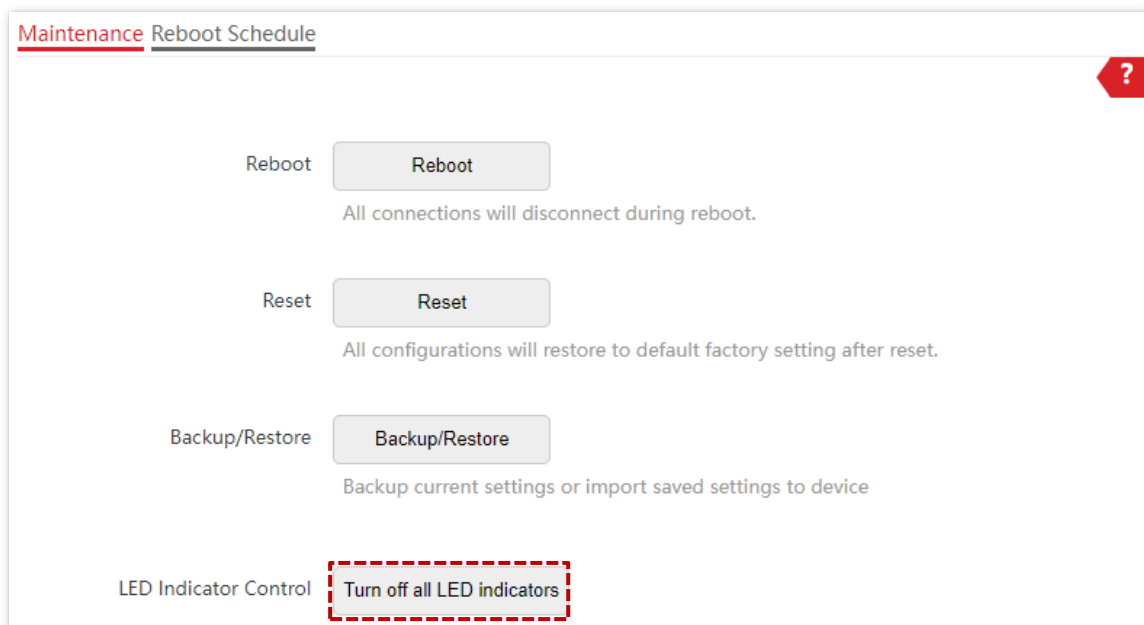 Maintenance Reboot Schedule
?
Reboot Reboot
All connections will disconnect during reboot.
Reset Reset
All configurations will restore to default factory setting after reset.
Backup/Restore Backup/Restore
Backup current settings or import saved settings to device
LED Indicator Control Turn off all LED indicators